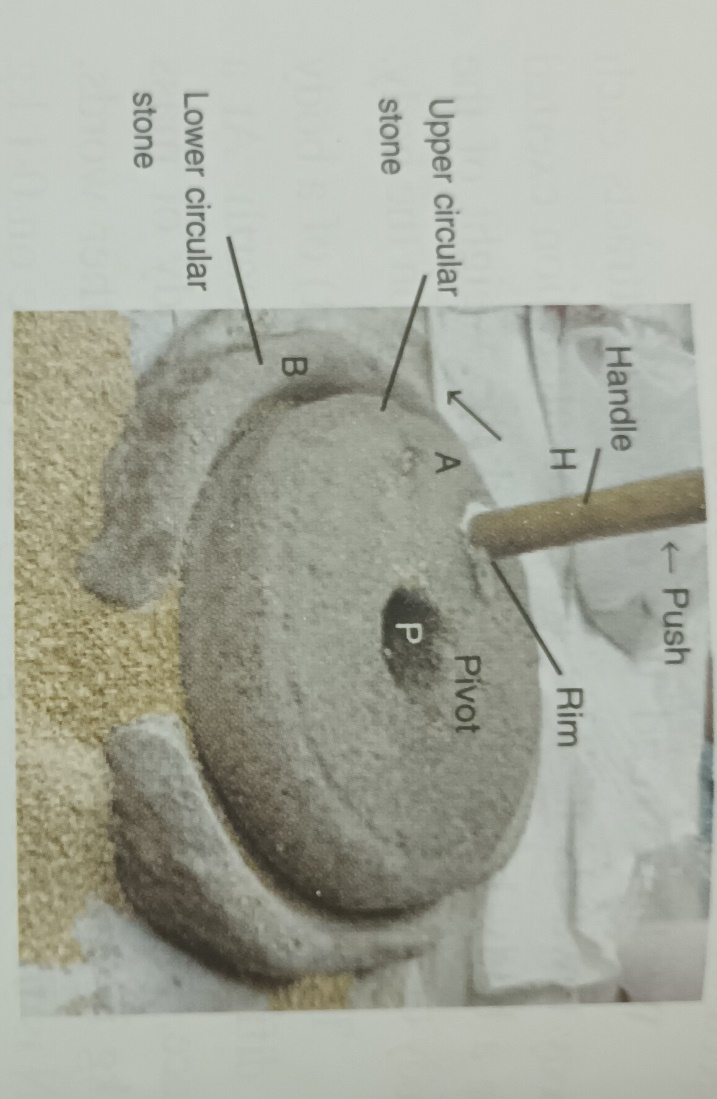 Push
Handle
H
Rim
Pivot
A
Upper circular
stone
P
B
Lower circular
stone